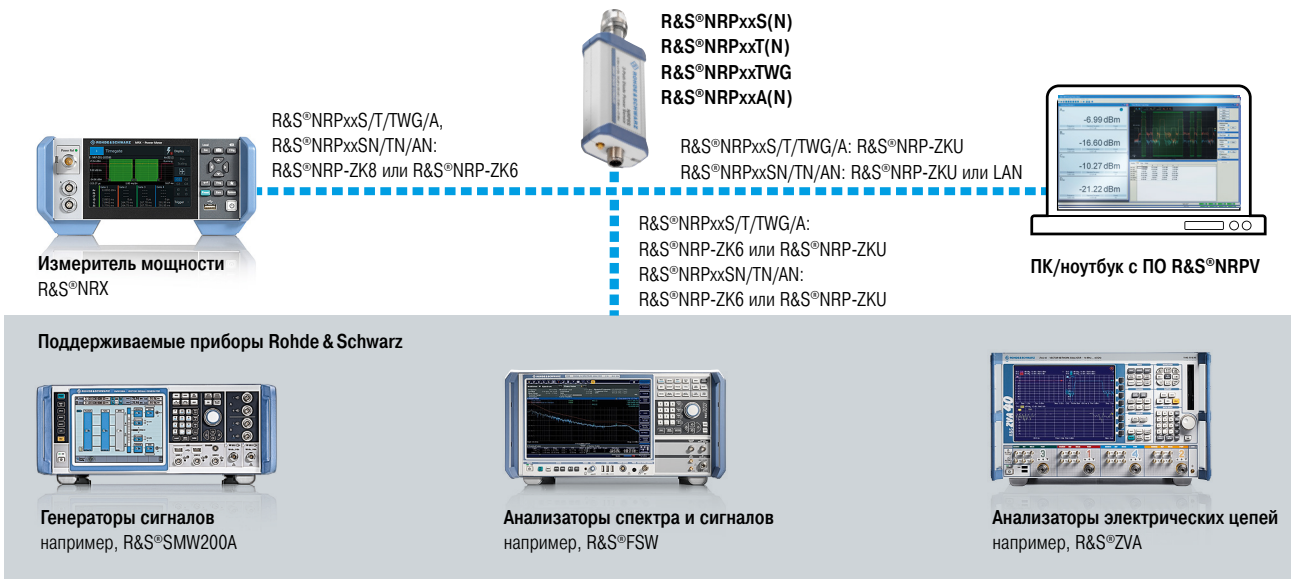 R&S®NRPxxS(N)
R&S®NRPxxT(N)
R&S®NRPxxTWG
R&S®NRPxxA(N)
R&S®NRPxxS/T/TWG/A,
R&S®NRPxxSN/TN/AN:
R&S®NRP-ZK8 или R&S®NRP-ZK6
R&S®NRPxxS/T/TWG/A: R&S®NRP-ZKU
R&S®NRPxxSN/TN/AN: R&S®NRP-ZKU или LAN
-6.99 dBm
-16.60 dBm
-10.27 dBm
-21.22 dBm
Измеритель мощности
R&S®NRX
R&S®NRPxxS/T/TWG/A:
R&S®NRP-ZK6 или R&S®NRP-ZKU
R&S®NRPxxSN/TN/AN:
R&S®NRP-ZK6 или R&S®NRP-ZKU
ПК/ноутбук с ПО R&S®NRPV
Поддерживаемые приборы Rohde & Schwarz
Генераторы сигналов
например, R&S®SMW200A
Анализаторы спектра и сигналов
например, R&S®FSW
Анализаторы электрических цепей
например, R&S®ZVA